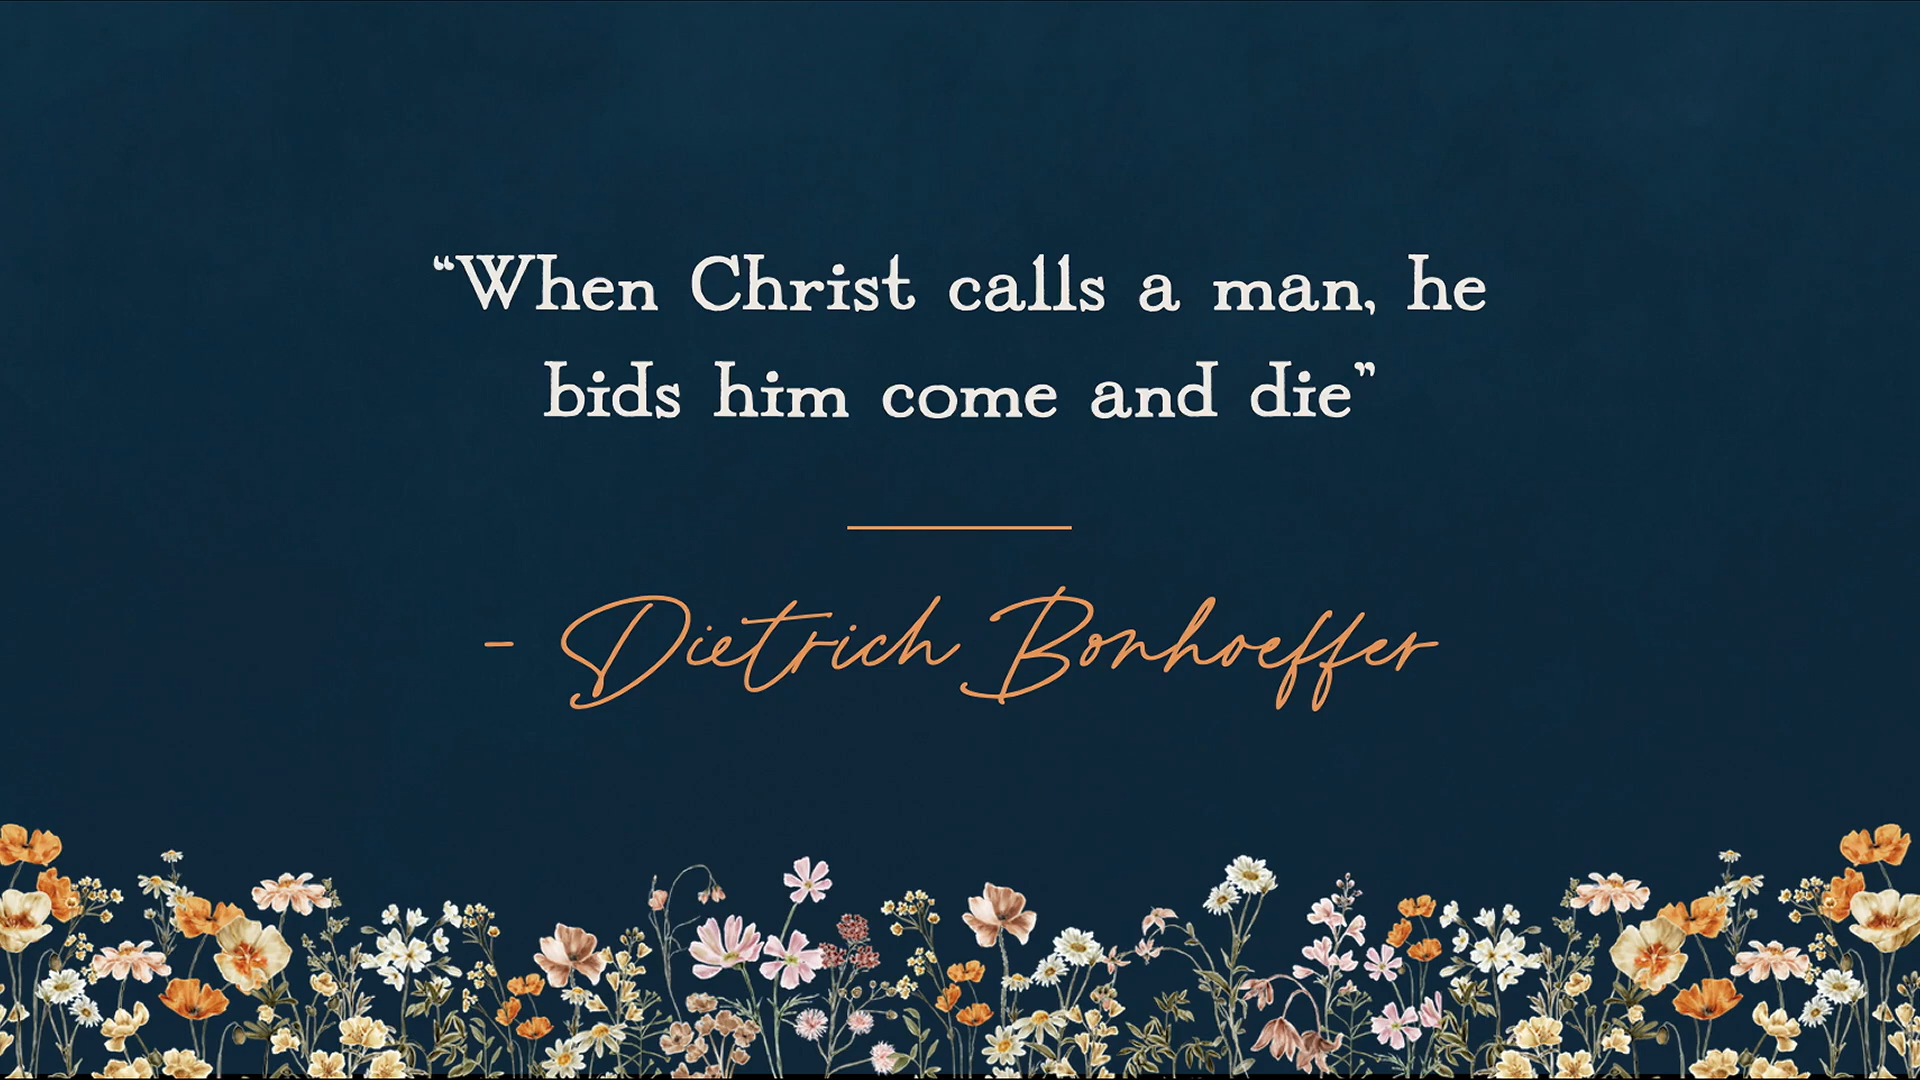 “When Christ calls a man, he
bids him come and die”
- Dietrich Bonhoeffer